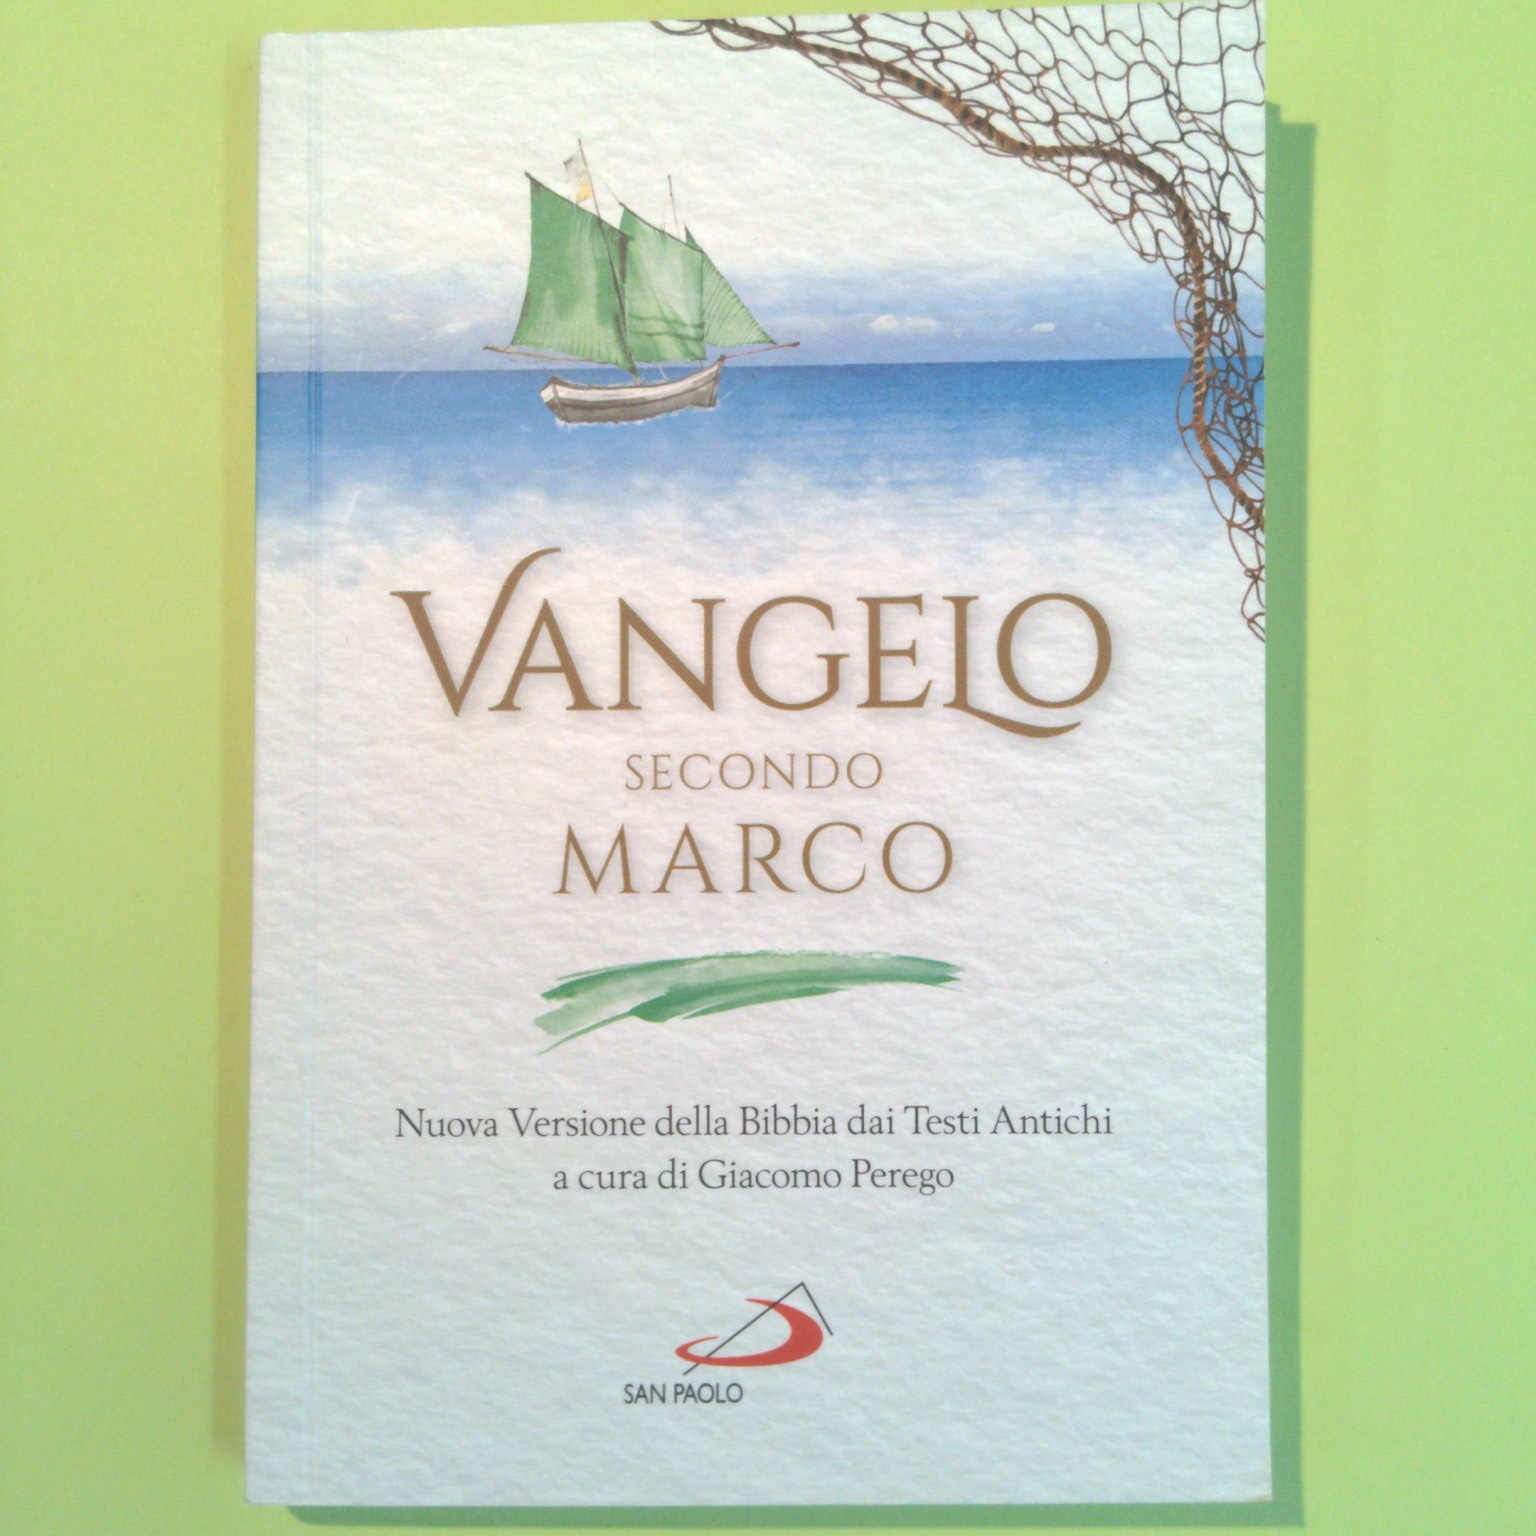 VANGELO
SECONDO
MARCO
Nuova Versione della Bibbia dai Testi Antichi
a cura di Giacomo Perego
SAN PAOLO